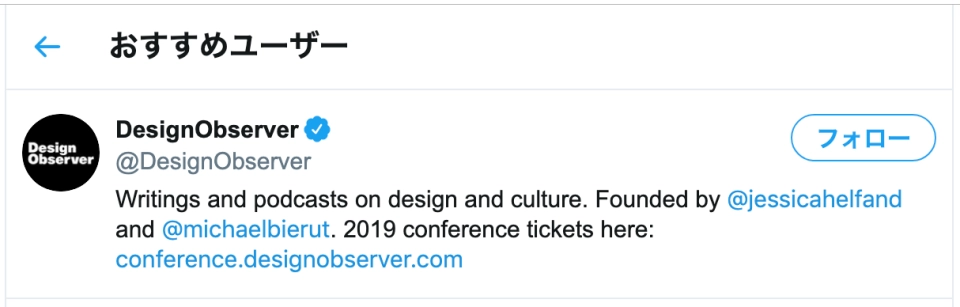 おすすめユーザー
Design
Observer
DesignObserver
@DesignObserver
フォロー
Writings and podcasts on design and culture. Founded by @jessicahelfand
and @michaelbierut. 2019 conference tickets here:
conference.designobserver.com